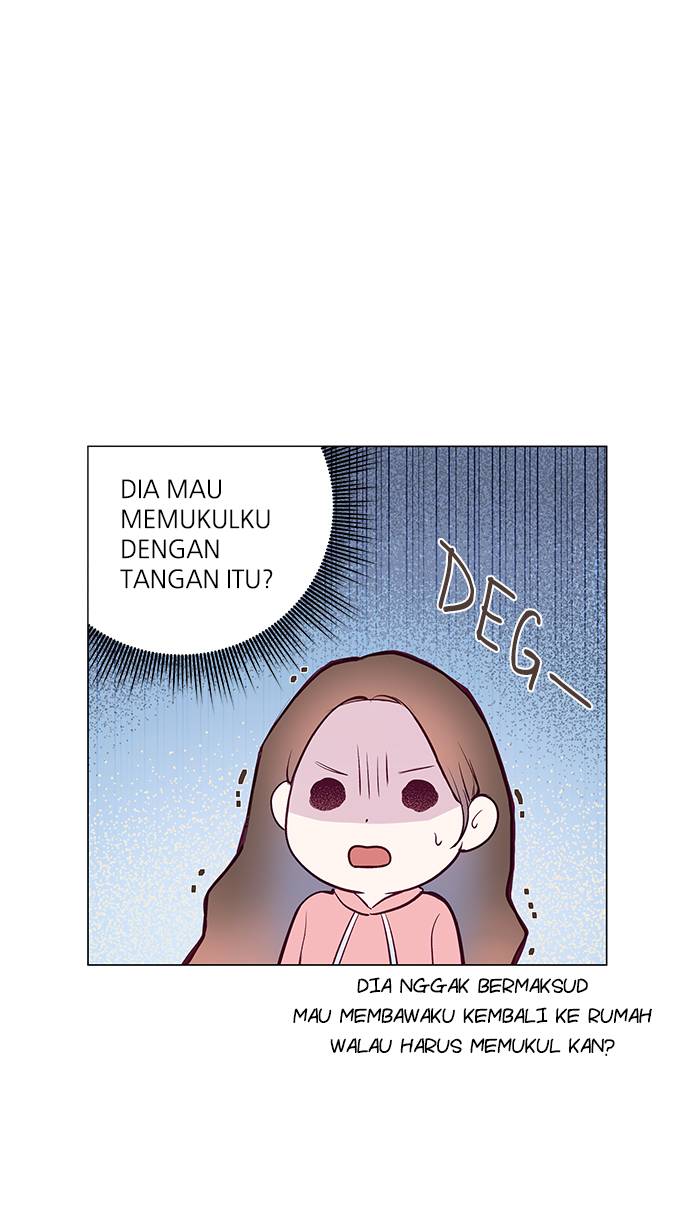 DIA MAU
MEMUKULKU
DENGAN
TANGAN ITU?
DEG–
DIA NGGAK BERMAKSUD
MAU MEMBAWAKU KEMBALI KE RUMAH
WALAU HARUS MEMUKUL KAN?